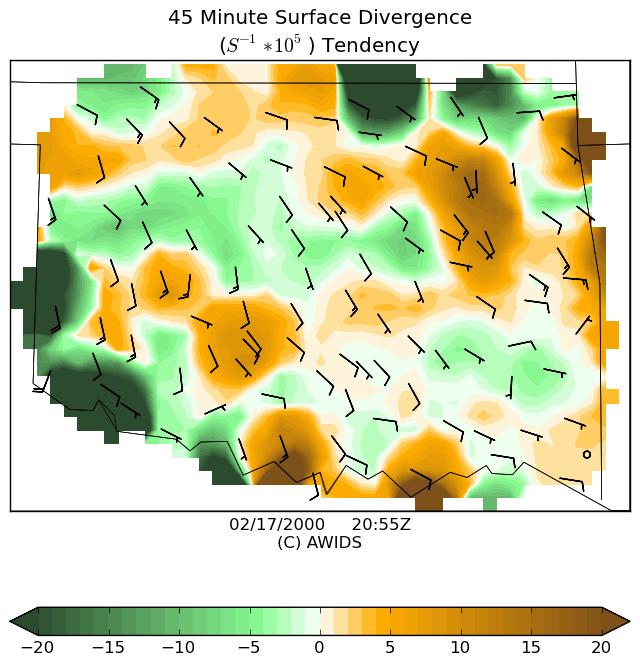 45 Minute Surface Divergence
(S⁻¹ *10⁵ ) Tendency
02/17/2000 20:55Z
(C) AWIDS
−20 −15 −10 −5 0 5 10 15 20